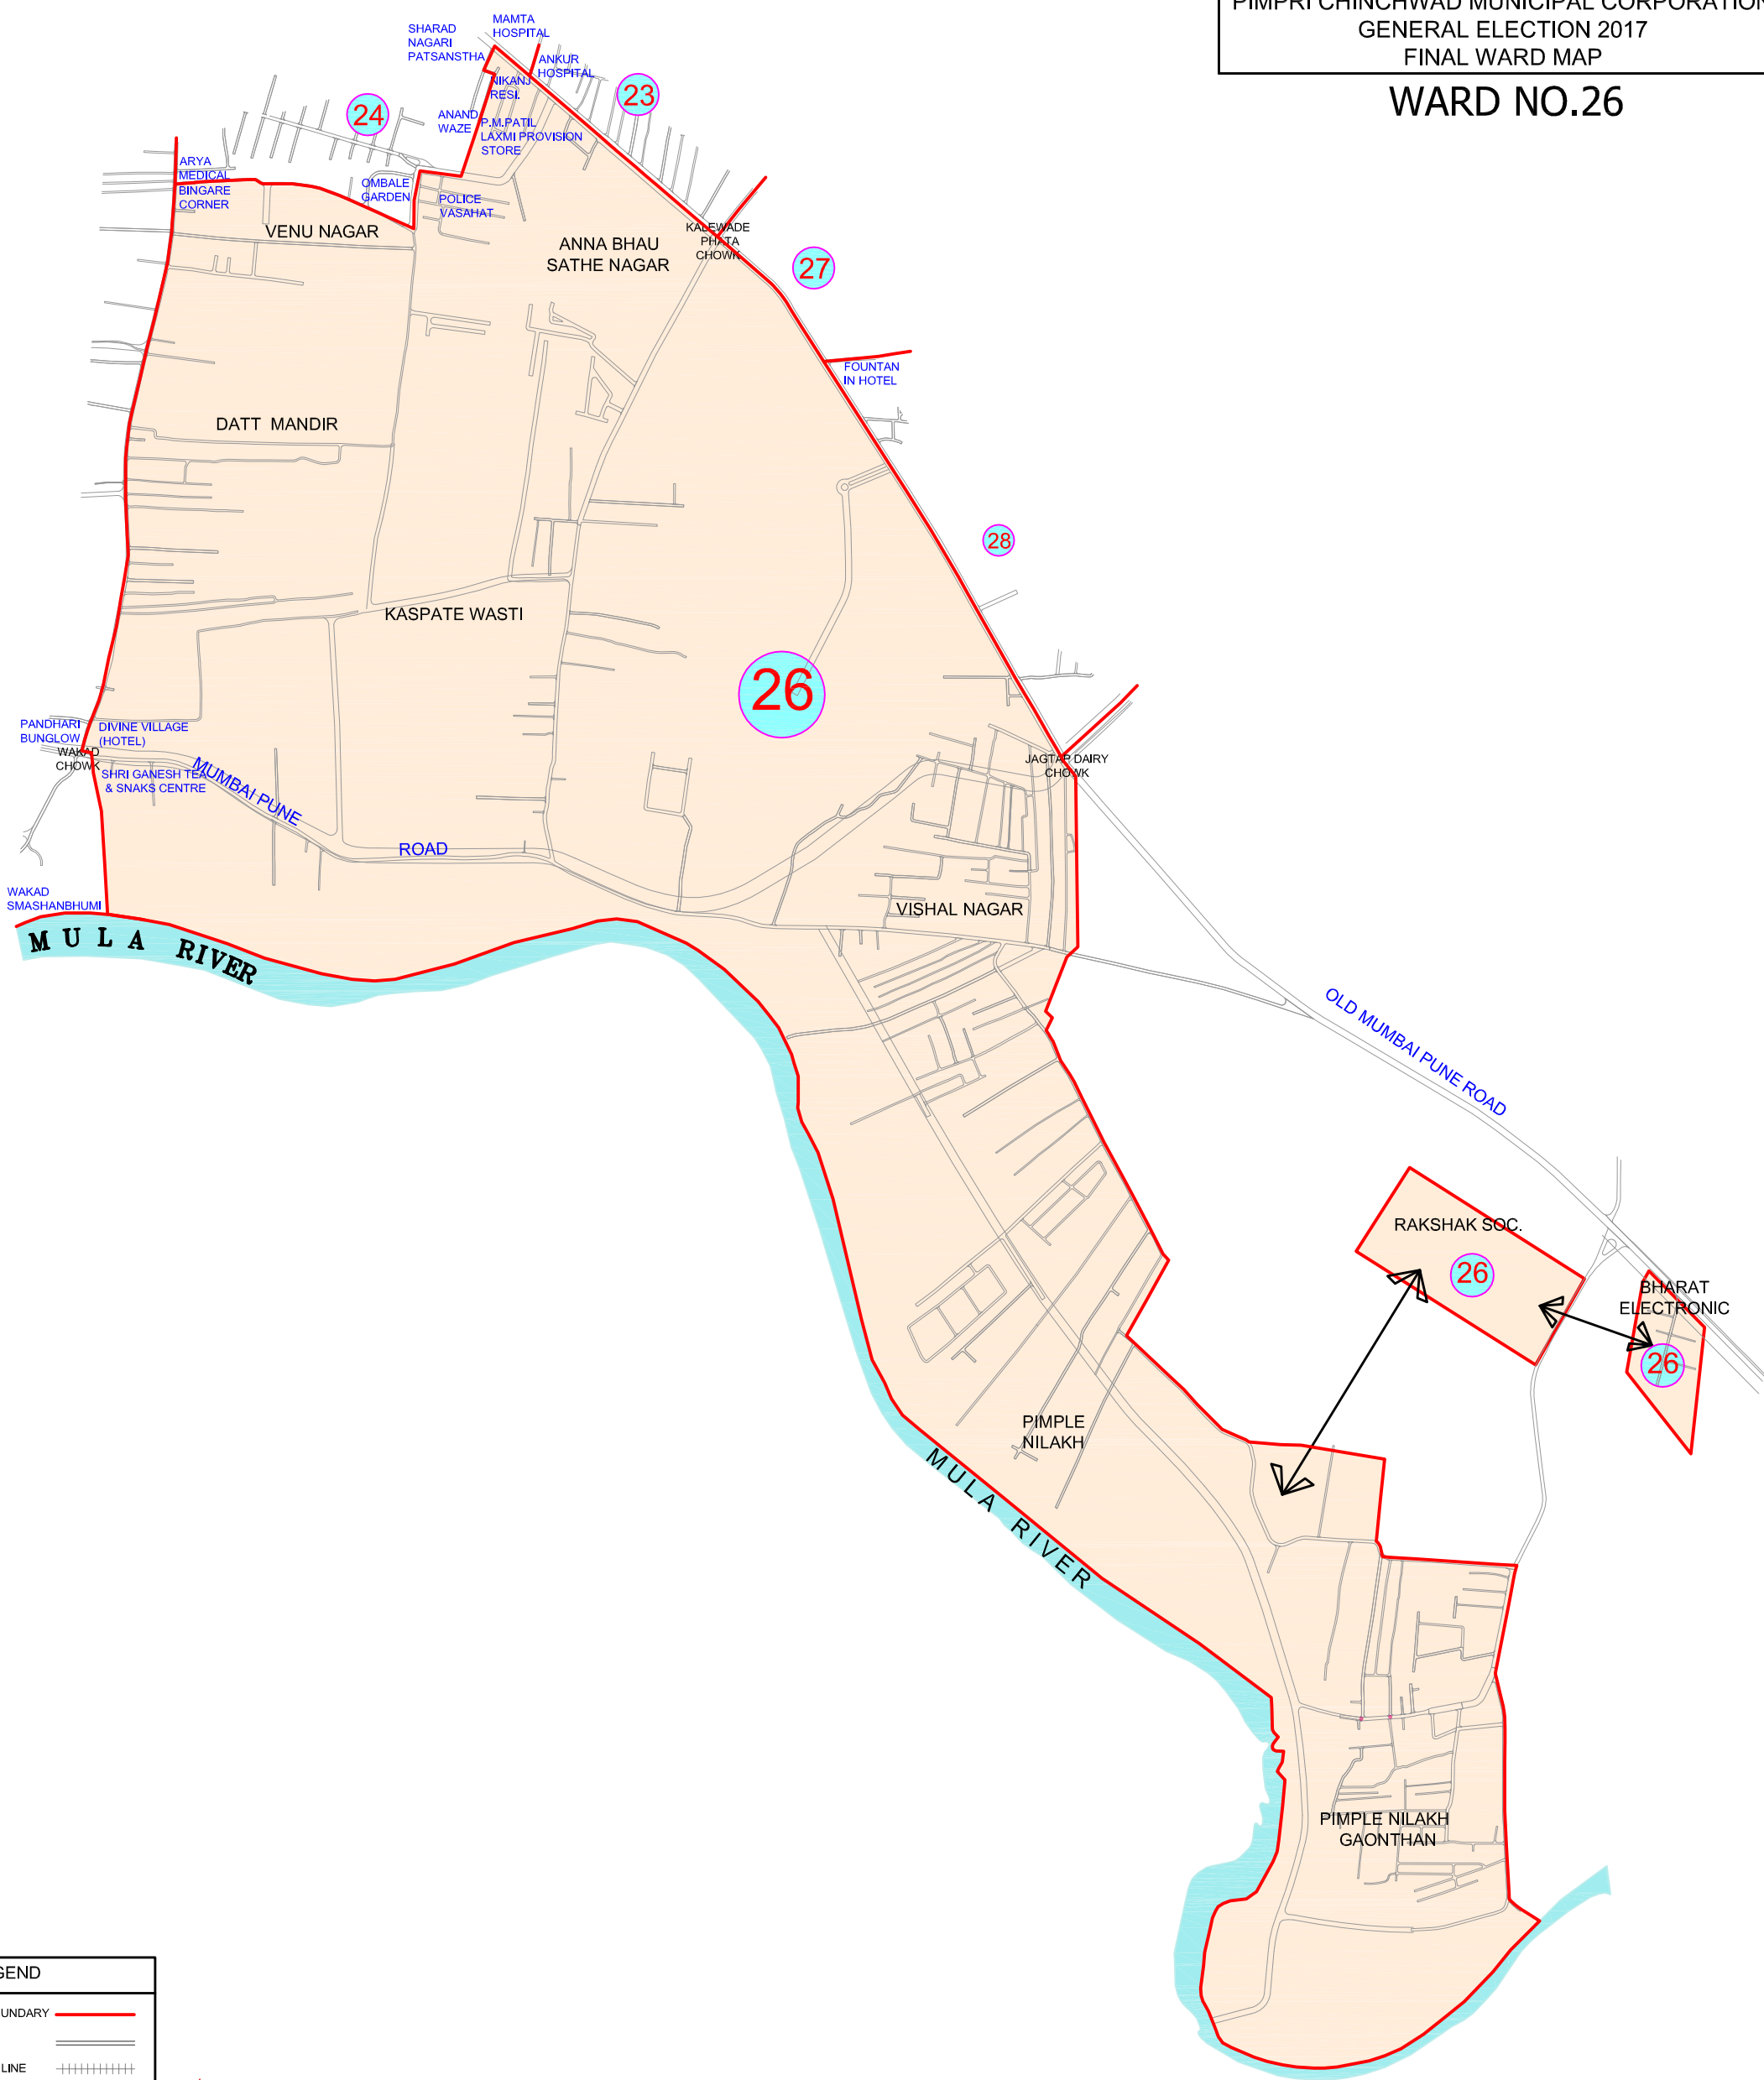 PIMPRI CHINCHWAD MUNICIPAL CORPORATION
GENERAL ELECTION 2017
FINAL WARD MAP
WARD NO.26
MAMTA
HOSPITAL
SHARAD
NAGARI
PATSANSTHA
ANKUR
HOSPITAL
NIKANJ
RESI.
23
24
ANAND
WAZE
P.M.PATIL
LAXMI PROVISION
STORE
ARYA
MEDICAL
BINGARE
CORNER
OMBALE
GARDEN
POLICE
VASAHAT
VENU NAGAR
ANNA BHAU
SATHE NAGAR
KALEWADE
PHATA
CHOWK
27
FOUNTAN
IN HOTEL
DATT MANDIR
28
KASPATE WASTI
26
PANDHARI
BUNGLOW
DIVINE VILLAGE
(HOTEL)
WAKAD
CHOWK
SHRI GANESH TEA
& SNAKS CENTRE
MUMBAI PUNE
ROAD
JAGTAP DAIRY
CHOWK
WAKAD
SMASHANBHUMI
VISHAL NAGAR
MULA RIVER
OLD MUMBAI PUNE ROAD
RAKSHAK SOC.
26
BHARAT
ELECTRONIC
26
PIMPLE
NILAKH
MULA RIVER
PIMPLE NILAKH
GAONTHAN
GEND
UNDARY
LINE